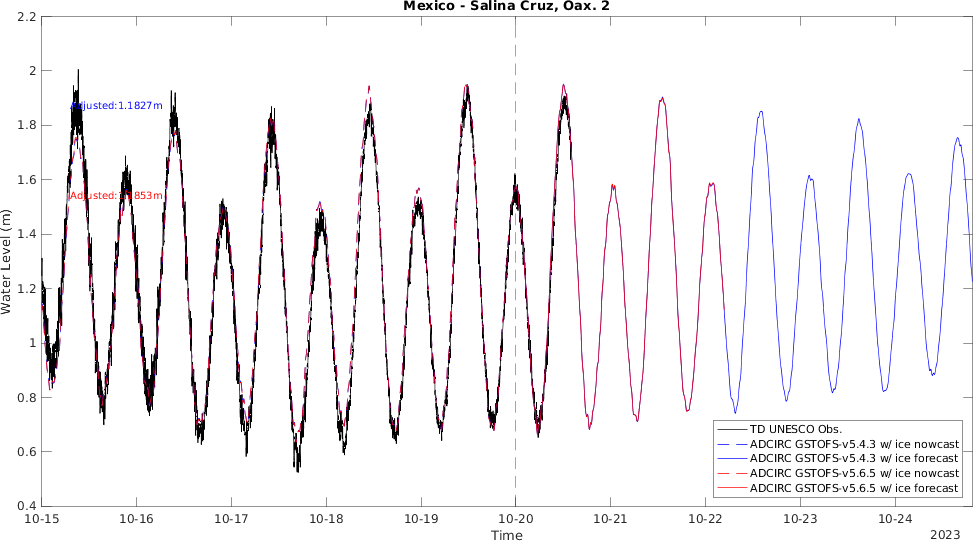 Mexico - Salina Cruz, Oax. 2
2.2
2
1.8
1.6
1.4
1.2
1
0.8
0.6
0.4
Water Level (m)
Adjusted:1.1827m
TD UNESCO Obs.
ADCIRC GSTOFS-v5.4.3 w/ ice nowcast
ADCIRC GSTOFS-v5.4.3 w/ ice forecast
ADCIRC GSTOFS-v5.6.5 w/ ice nowcast
ADCIRC GSTOFS-v5.6.5 w/ ice forecast
10-15 10-16 10-17 10-18 10-19 10-20 10-21 10-22 10-23 10-24
Time
2023